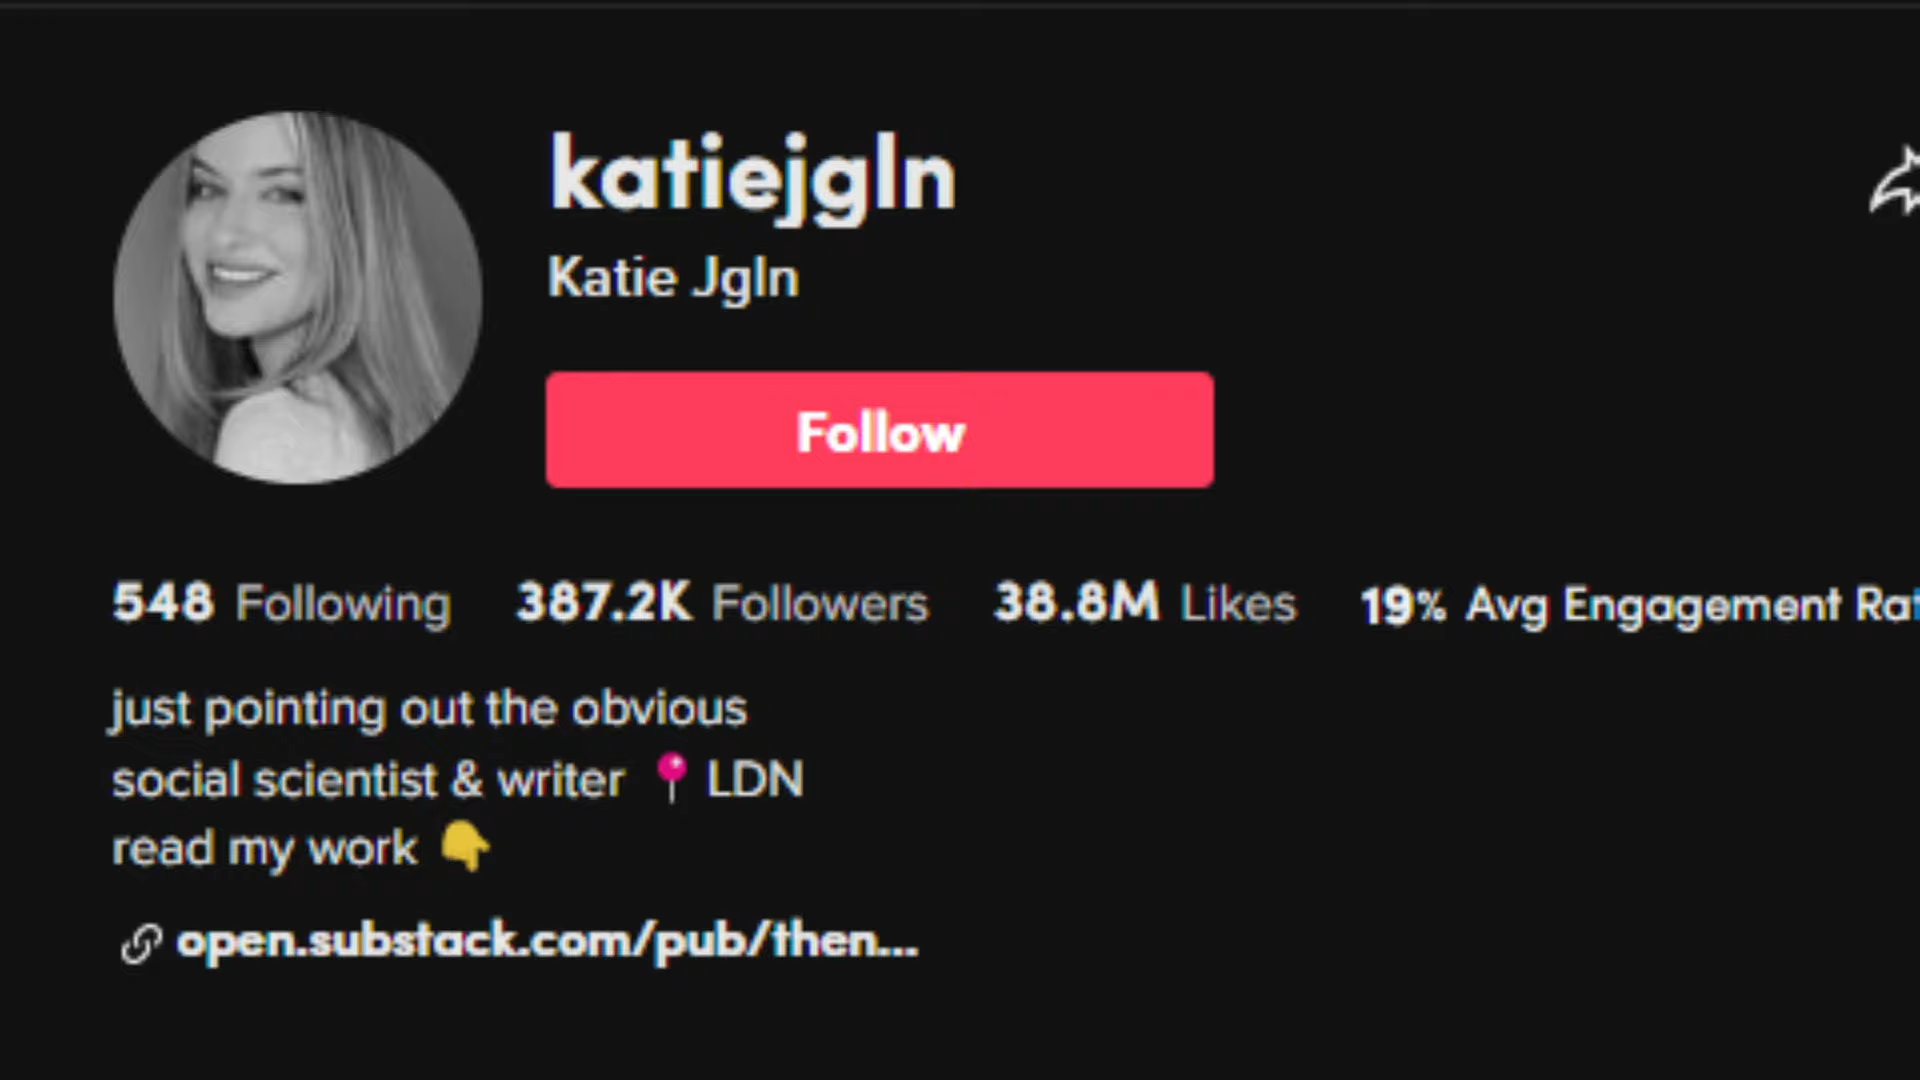 katiejgln
Katie Jgln
Follow
548 Following 387.2K Followers 38.8M Likes 19% Avg Engagement
just pointing out the obvious
social scientist & writer 📍 LDN
read my work 👇
open.substack.com/pub/then...